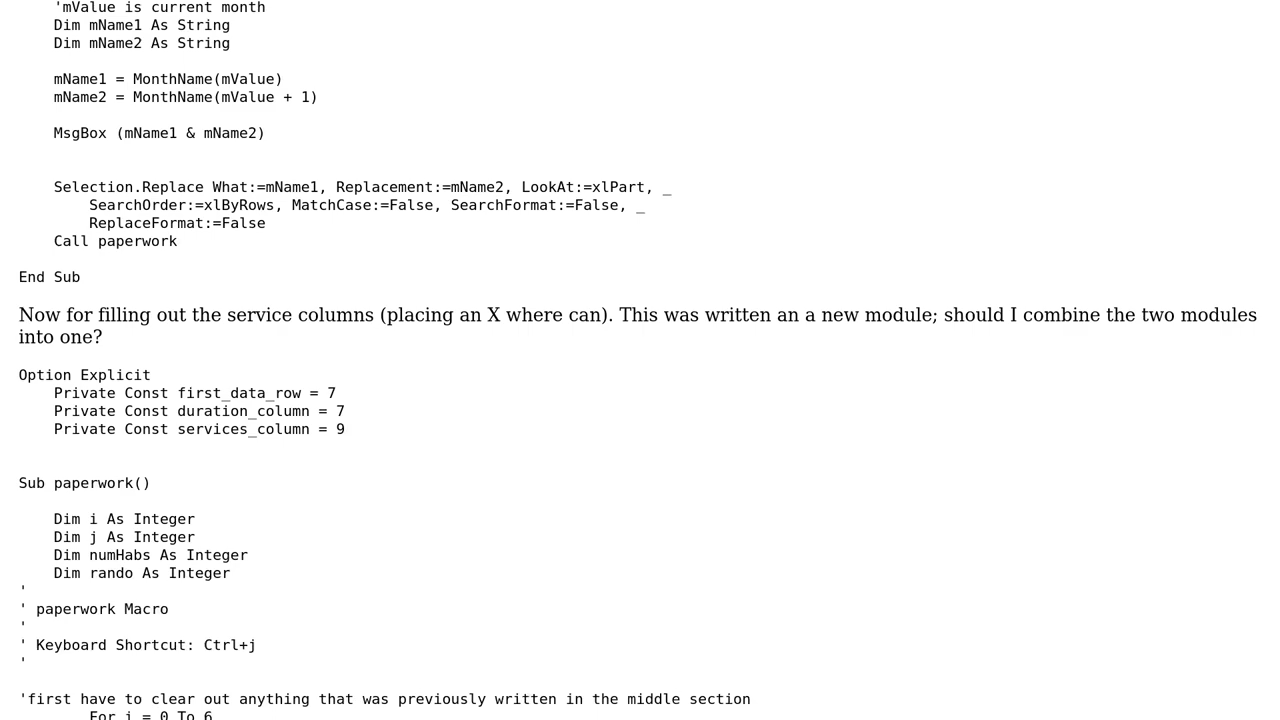 'mValue is current month
Dim mName1 As String
Dim mName2 As String
mName1 = MonthName(mValue)
mName2 = MonthName(mValue + 1)
MsgBox (mName1 & mName2)
Selection.Replace What:=mName1, Replacement:=mName2, LookAt:=xlPart, _
SearchOrder:=xlByRows, MatchCase:=False, SearchFormat:=False, _
ReplaceFormat:=False
Call paperwork
End Sub
Now for filling out the service columns (placing an X where can). This was written an a new module; should I combine the two modules
into one?
Option Explicit
Private Const first_data_row = 7
Private Const duration_column = 7
Private Const services_column = 9
Sub paperwork()
Dim i As Integer
Dim j As Integer
Dim numHabs As Integer
Dim rando As Integer
'
' paperwork Macro
'
' Keyboard Shortcut: Ctrl+j
'
'first have to clear out anything that was previously written in the middle section
For i = 0 To 6